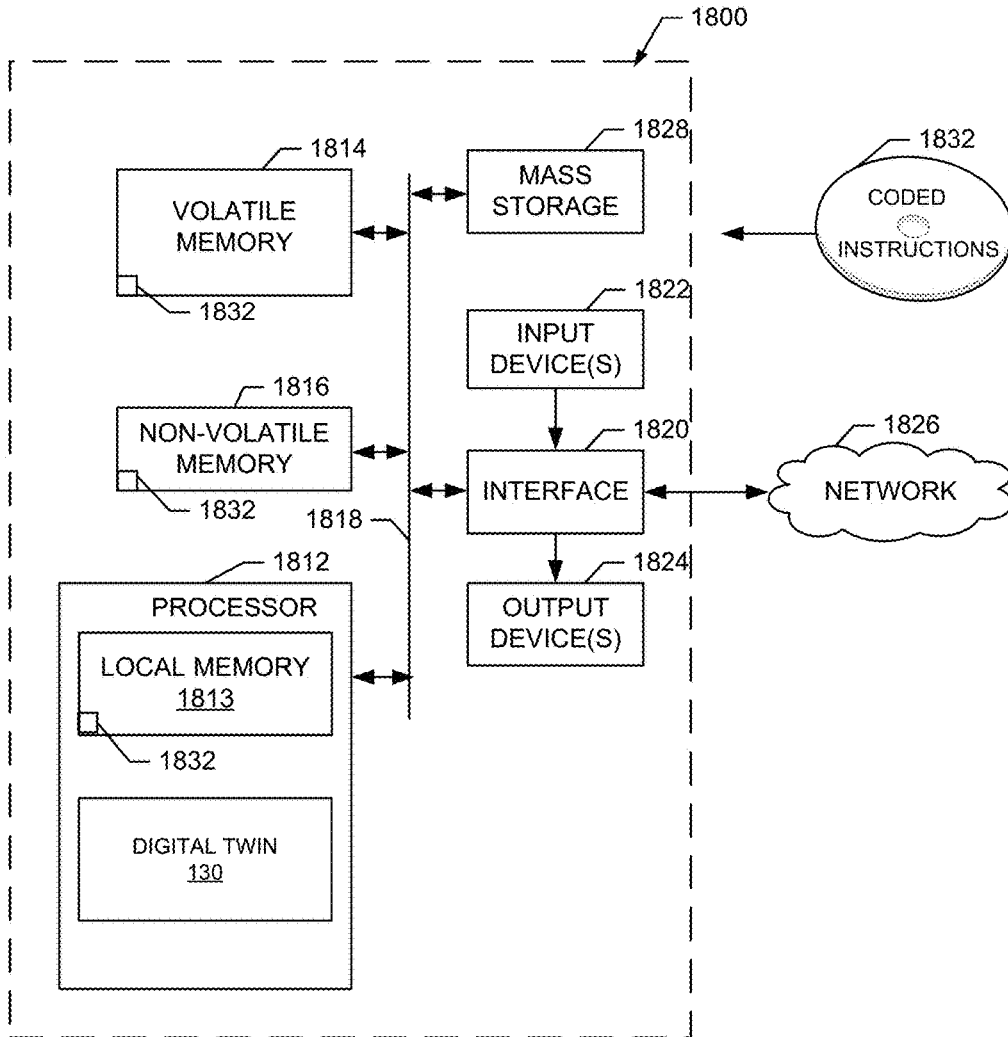 1800
1814
VOLATILE
MEMORY
1832
1828
MASS
STORAGE
1832
CODED
INSTRUCTIONS
1822
INPUT
DEVICE(S)
1816
NON-VOLATILE
MEMORY
1832
1820
INTERFACE
1826
NETWORK
1818
1824
OUTPUT
DEVICE(S)
1812
PROCESSOR
LOCAL MEMORY
1813
1832
DIGITAL TWIN
130